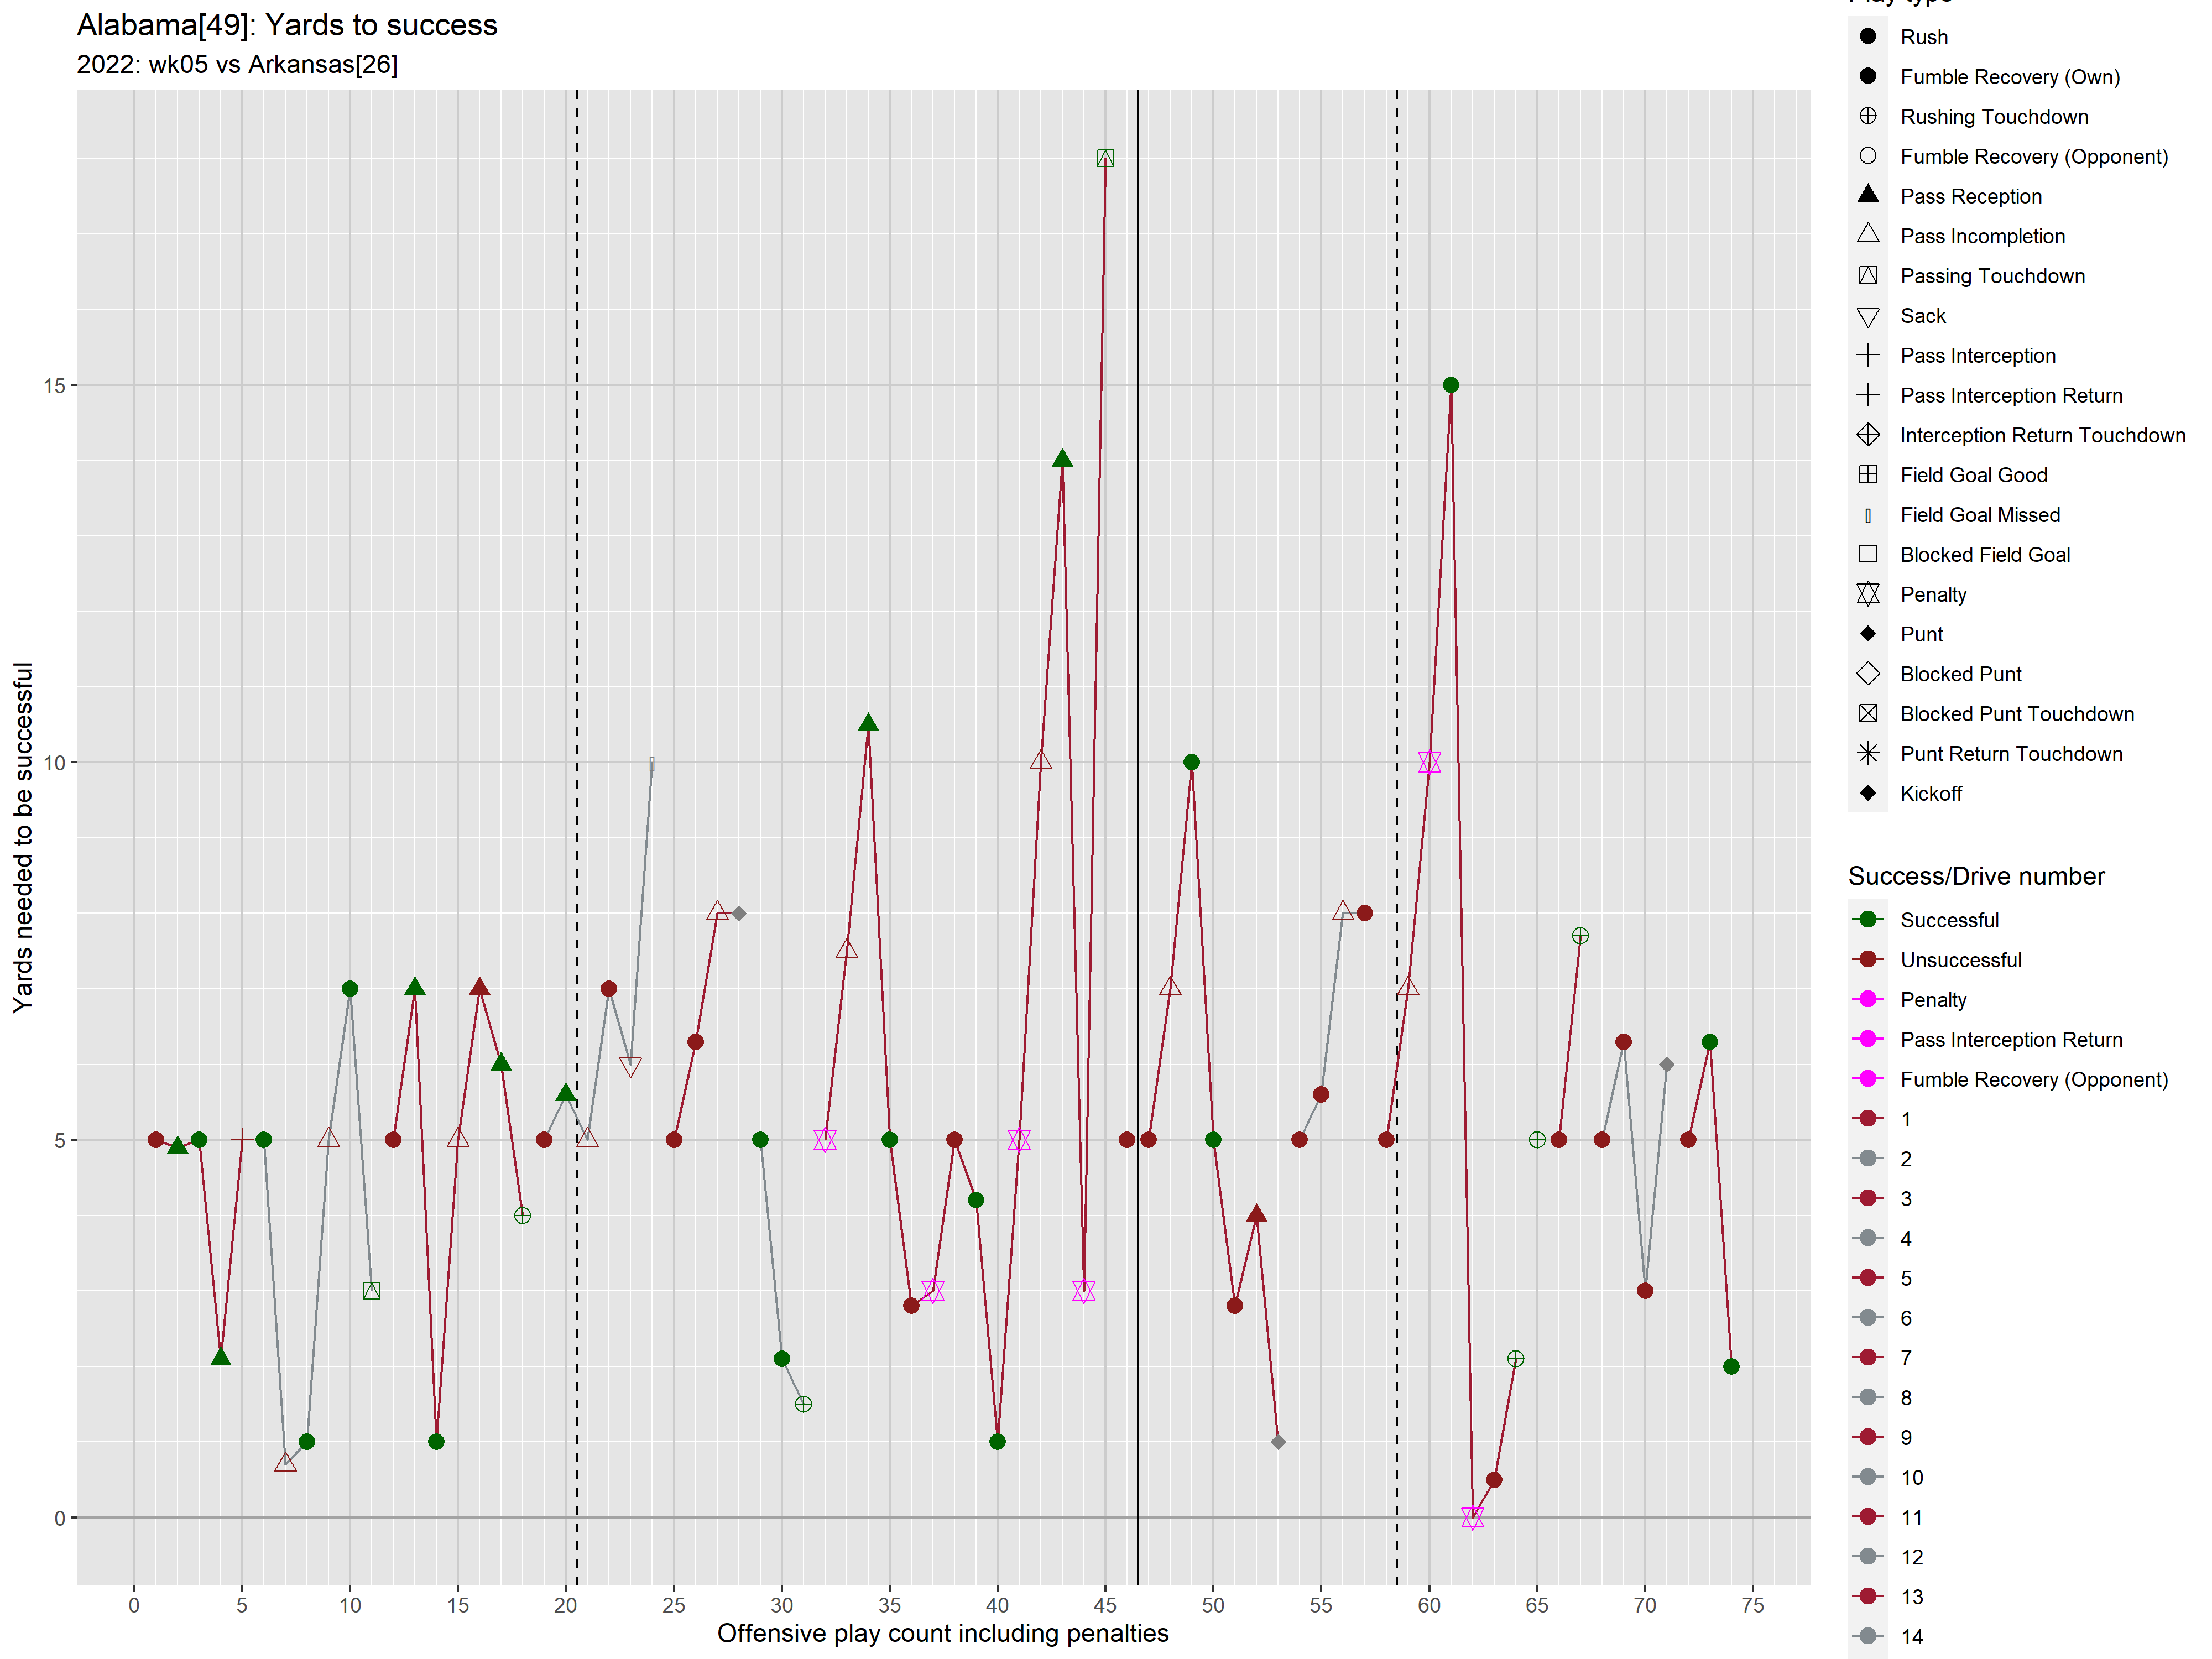 Alabama[49]: Yards to success
2022: wk05 vs Arkansas[26]
Yards needed to be successful
15
10
5
0
0 5 10 15 20 25 30 35 40 45 50 55 60 65 70 75
Offensive play count including penalties
Play type
Rush
Fumble Recovery (Own)
Rushing Touchdown
Fumble Recovery (Opponent)
Pass Reception
Pass Incompletion
Passing Touchdown
Sack
Pass Interception
Pass Interception Return
Interception Return Touchdown
Field Goal Good
Field Goal Missed
Blocked Field Goal
Penalty
Punt
Blocked Punt
Blocked Punt Touchdown
Punt Return Touchdown
Kickoff
Success/Drive number
Successful
Unsuccessful
Penalty
Pass Interception Return
Fumble Recovery (Opponent)
1
2
3
4
5
6
7
8
9
10
11
12
13
14